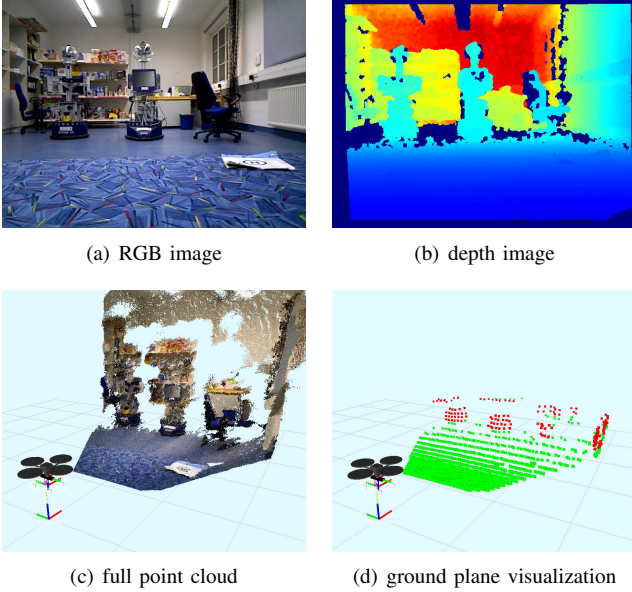 (a) RGB image
(b) depth image
(c) full point cloud
(d) ground plane visualization